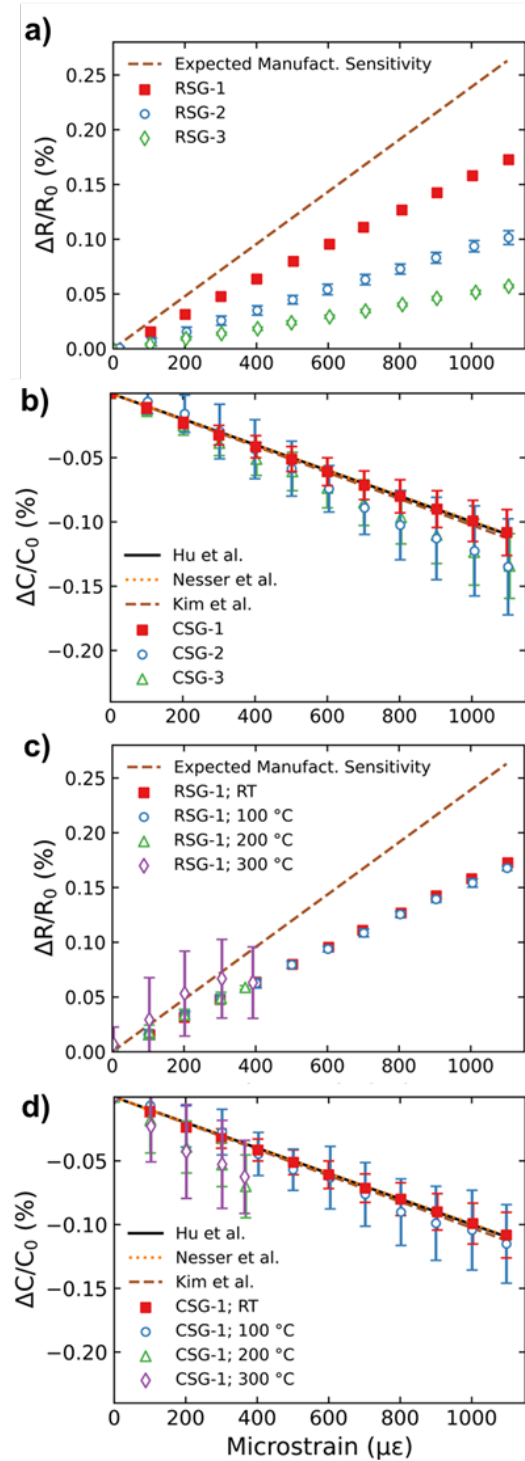 a)
ΔR/R₀ (%)
0.25
0.20
0.15
0.10
0.05
0.00
Expected Manufact. Sensitivity
RSG-1
RSG-2
RSG-3
0 200 400 600 800 1000
b)
ΔC/C₀ (%)
−0.05
−0.10
−0.15
−0.20
Hu et al.
Nesser et al.
Kim et al.
CSG-1
CSG-2
CSG-3
0 200 400 600 800 1000
c)
ΔR/R₀ (%)
0.25
0.20
0.15
0.10
0.05
0.00
Expected Manufact. Sensitivity
RSG-1; RT
RSG-1; 100 °C
RSG-1; 200 °C
RSG-1; 300 °C
0 200 400 600 800 1000
d)
ΔC/C₀ (%)
−0.05
−0.10
−0.15
−0.20
Hu et al.
Nesser et al.
Kim et al.
CSG-1; RT
CSG-1; 100 °C
CSG-1; 200 °C
CSG-1; 300 °C
0 200 400 600 800 1000
Microstrain (με)